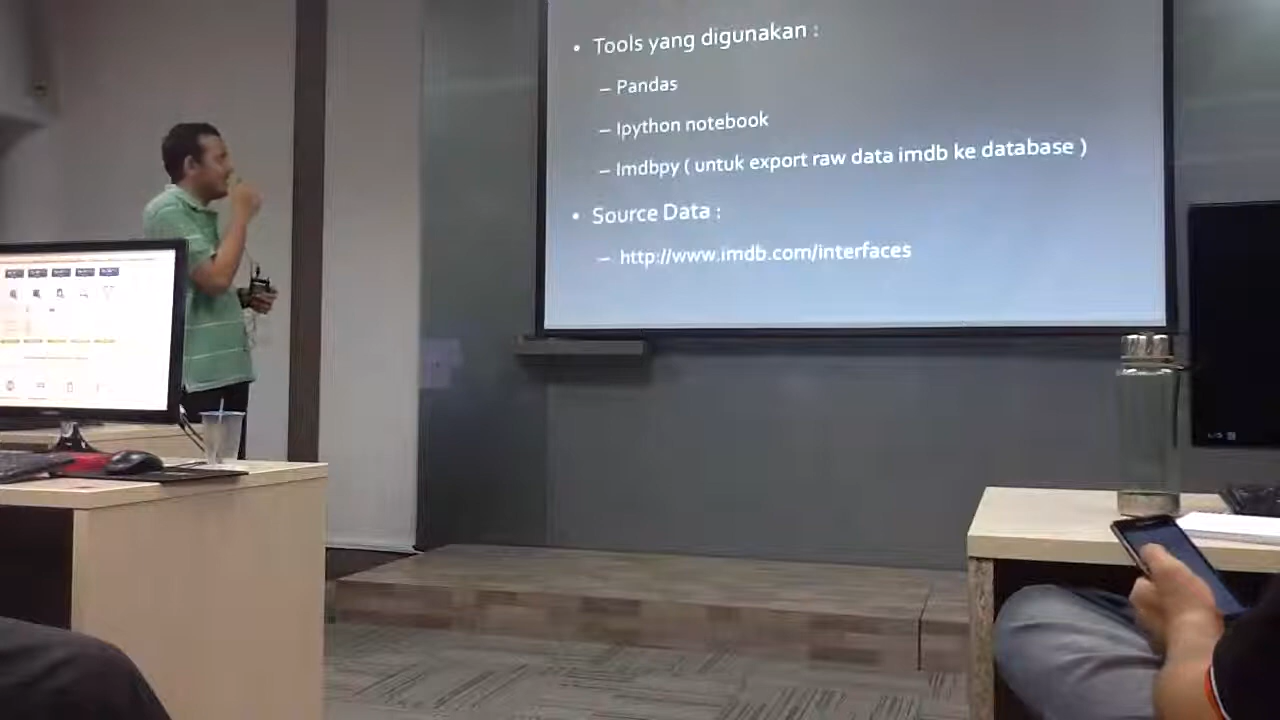 • Tools yang digunakan :
– Pandas
– Ipython notebook
– Imdbpy ( untuk export raw data imdb ke database )
• Source Data :
– http://www.imdb.com/interfaces